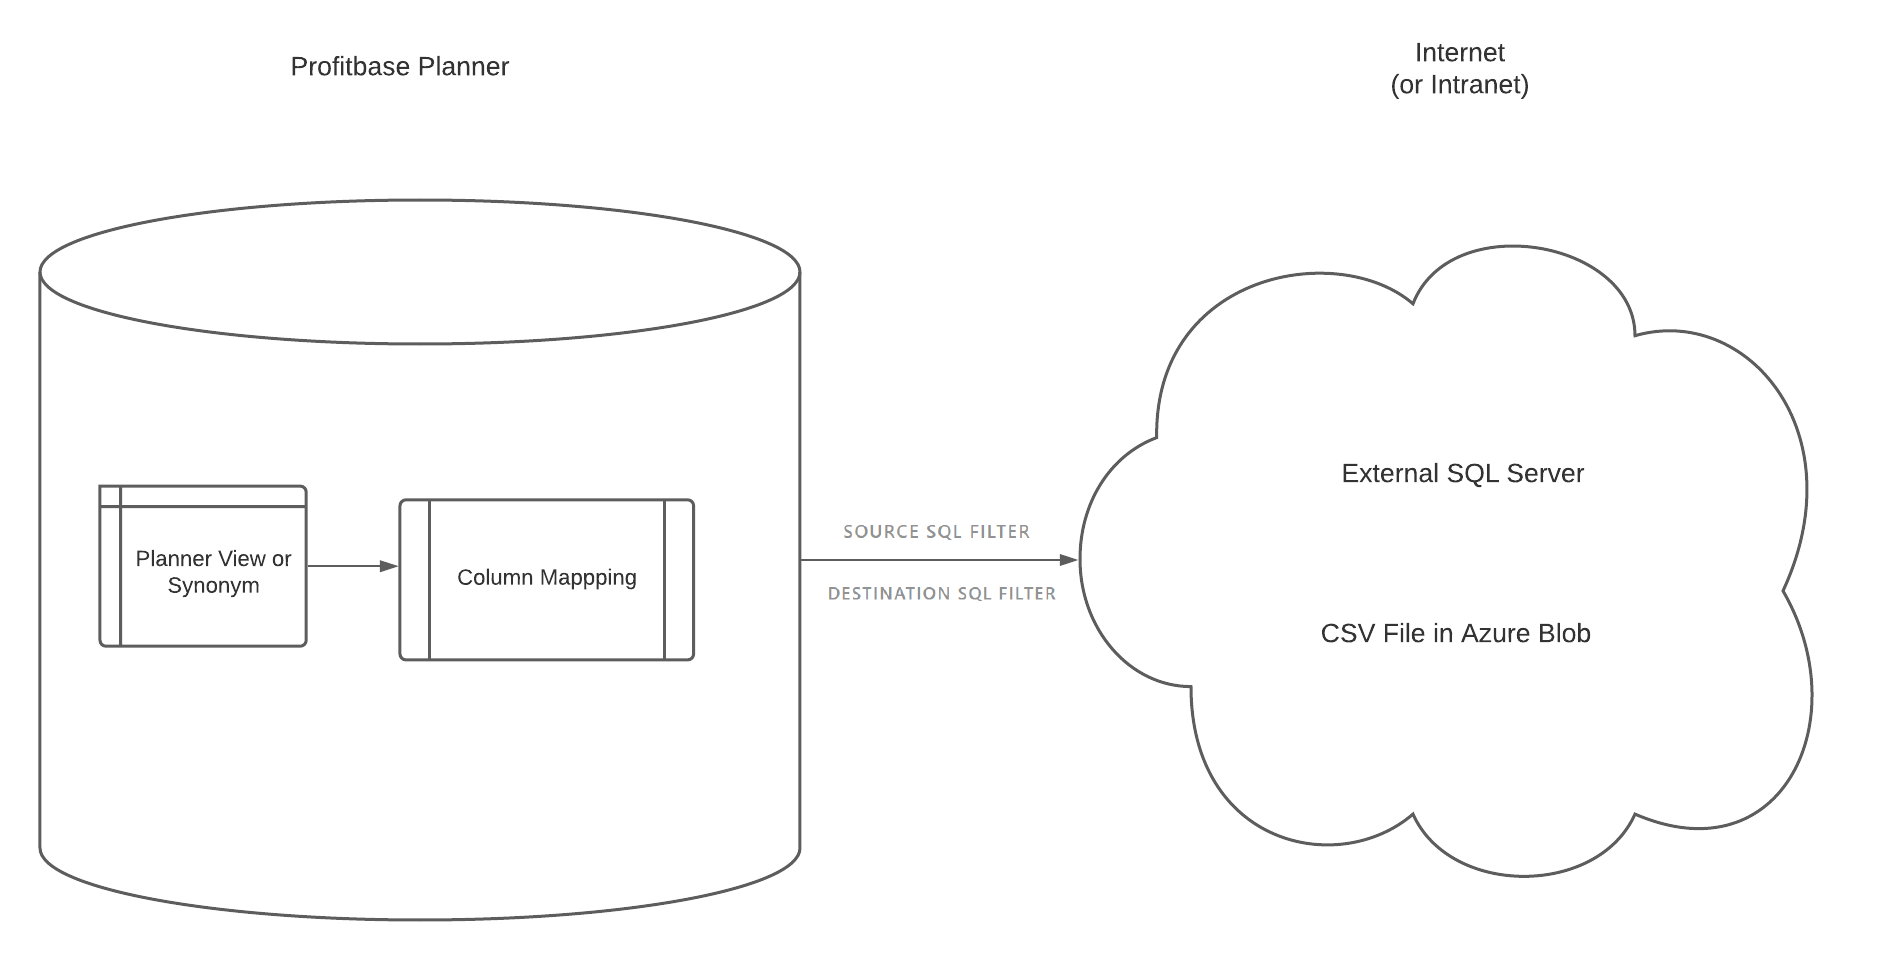 Profitbase Planner
Internet
(or Intranet)
Planner View or
Synonym
Column Mappping
SOURCE SQL FILTER
DESTINATION SQL FILTER
External SQL Server
CSV File in Azure Blob